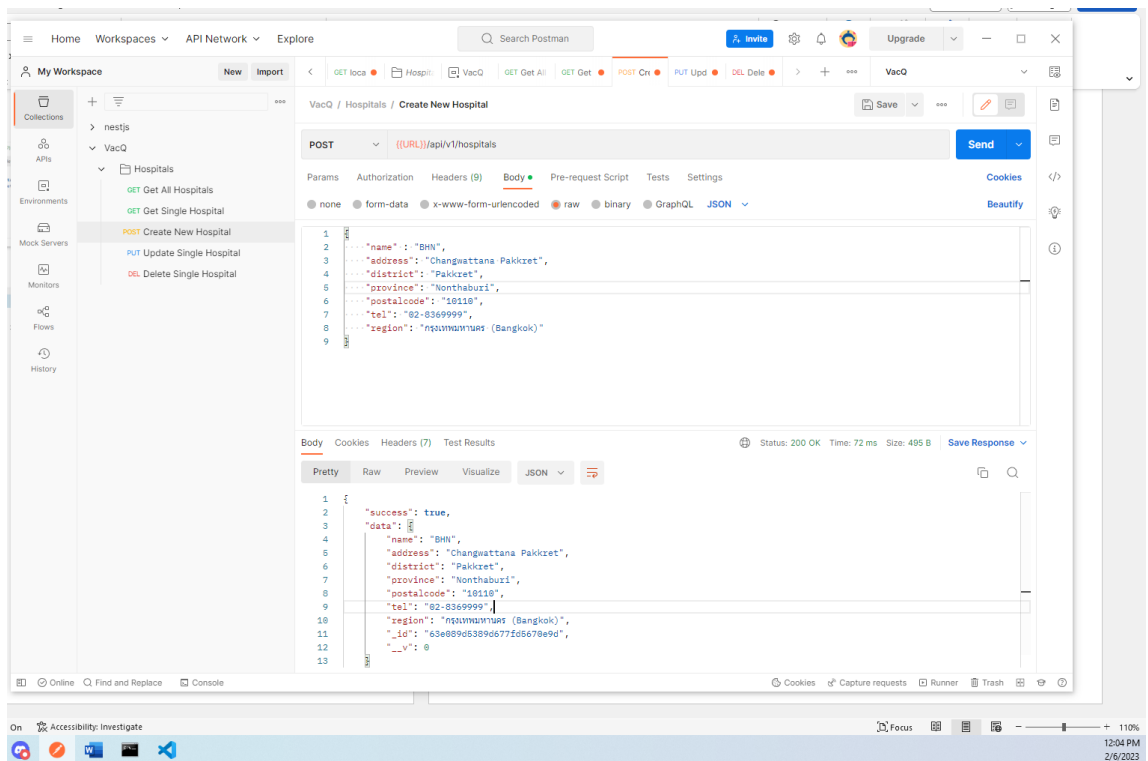 Home Workspaces API Network Explore Search Postman Invite Upgrade
My Workspace New Import GET loca Hospit VacQ GET Get All GET Get POST Cre PUT Upd DEL Dele VacQ
Collections
APIs
Environments
Mock Servers
Monitors
Flows
History
nestjs
VacQ
Hospitals
GET Get All Hospitals
GET Get Single Hospital
POST Create New Hospital
PUT Update Single Hospital
DEL Delete Single Hospital
VacQ / Hospitals / Create New Hospital Save
POST {{URL}}/api/v1/hospitals Send
Params Authorization Headers (9) Body Pre-request Script Tests Settings Cookies
none form-data x-www-form-urlencoded raw binary GraphQL JSON Beautify
1 {
2 "name" : "BHN",
3 "address": "Changwattana Pakkret",
4 "district": "Pakkret",
5 "province": "Nonthaburi",
6 "postalcode": "10110",
7 "tel": "02-8369999",
8 "region": "กรุงเทพมหานคร (Bangkok)"
9 }
Body Cookies Headers (7) Test Results Status: 200 OK Time: 72 ms Size: 495 B Save Response
Pretty Raw Preview Visualize JSON
1 {
2 "success": true,
3 "data": {
4 "name": "BHN",
5 "address": "Changwattana Pakkret",
6 "district": "Pakkret",
7 "province": "Nonthaburi",
8 "postalcode": "10110",
9 "tel": "02-8369999",
10 "region": "กรุงเทพมหานคร (Bangkok)",
11 "_id": "63e089d5389d677fd5670e9d",
12 "__v": 0
13 }
Online Find and Replace Console Cookies Capture requests Runner Trash
On Accessibility: Investigate Focus 110%
12:04 PM
2/6/2023